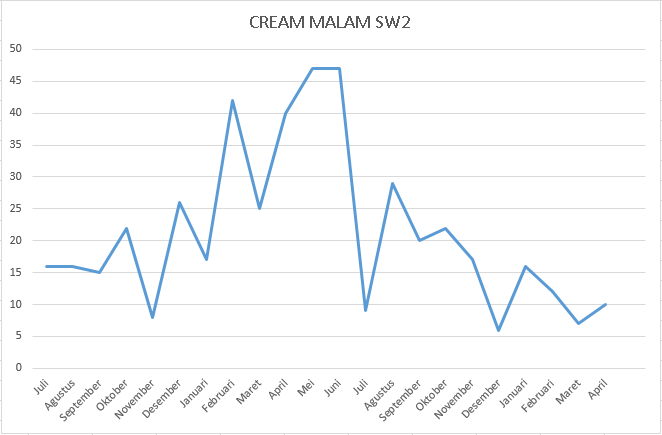 CREAM MALAM SW2
50
45
40
35
30
25
20
15
10
5
0
Juli
Agustus
September
Oktober
November
Desember
Januari
Februari
Maret
April
Mei
Juni
Juli
Agustus
September
Oktober
November
Desember
Januari
Februari
Maret
April